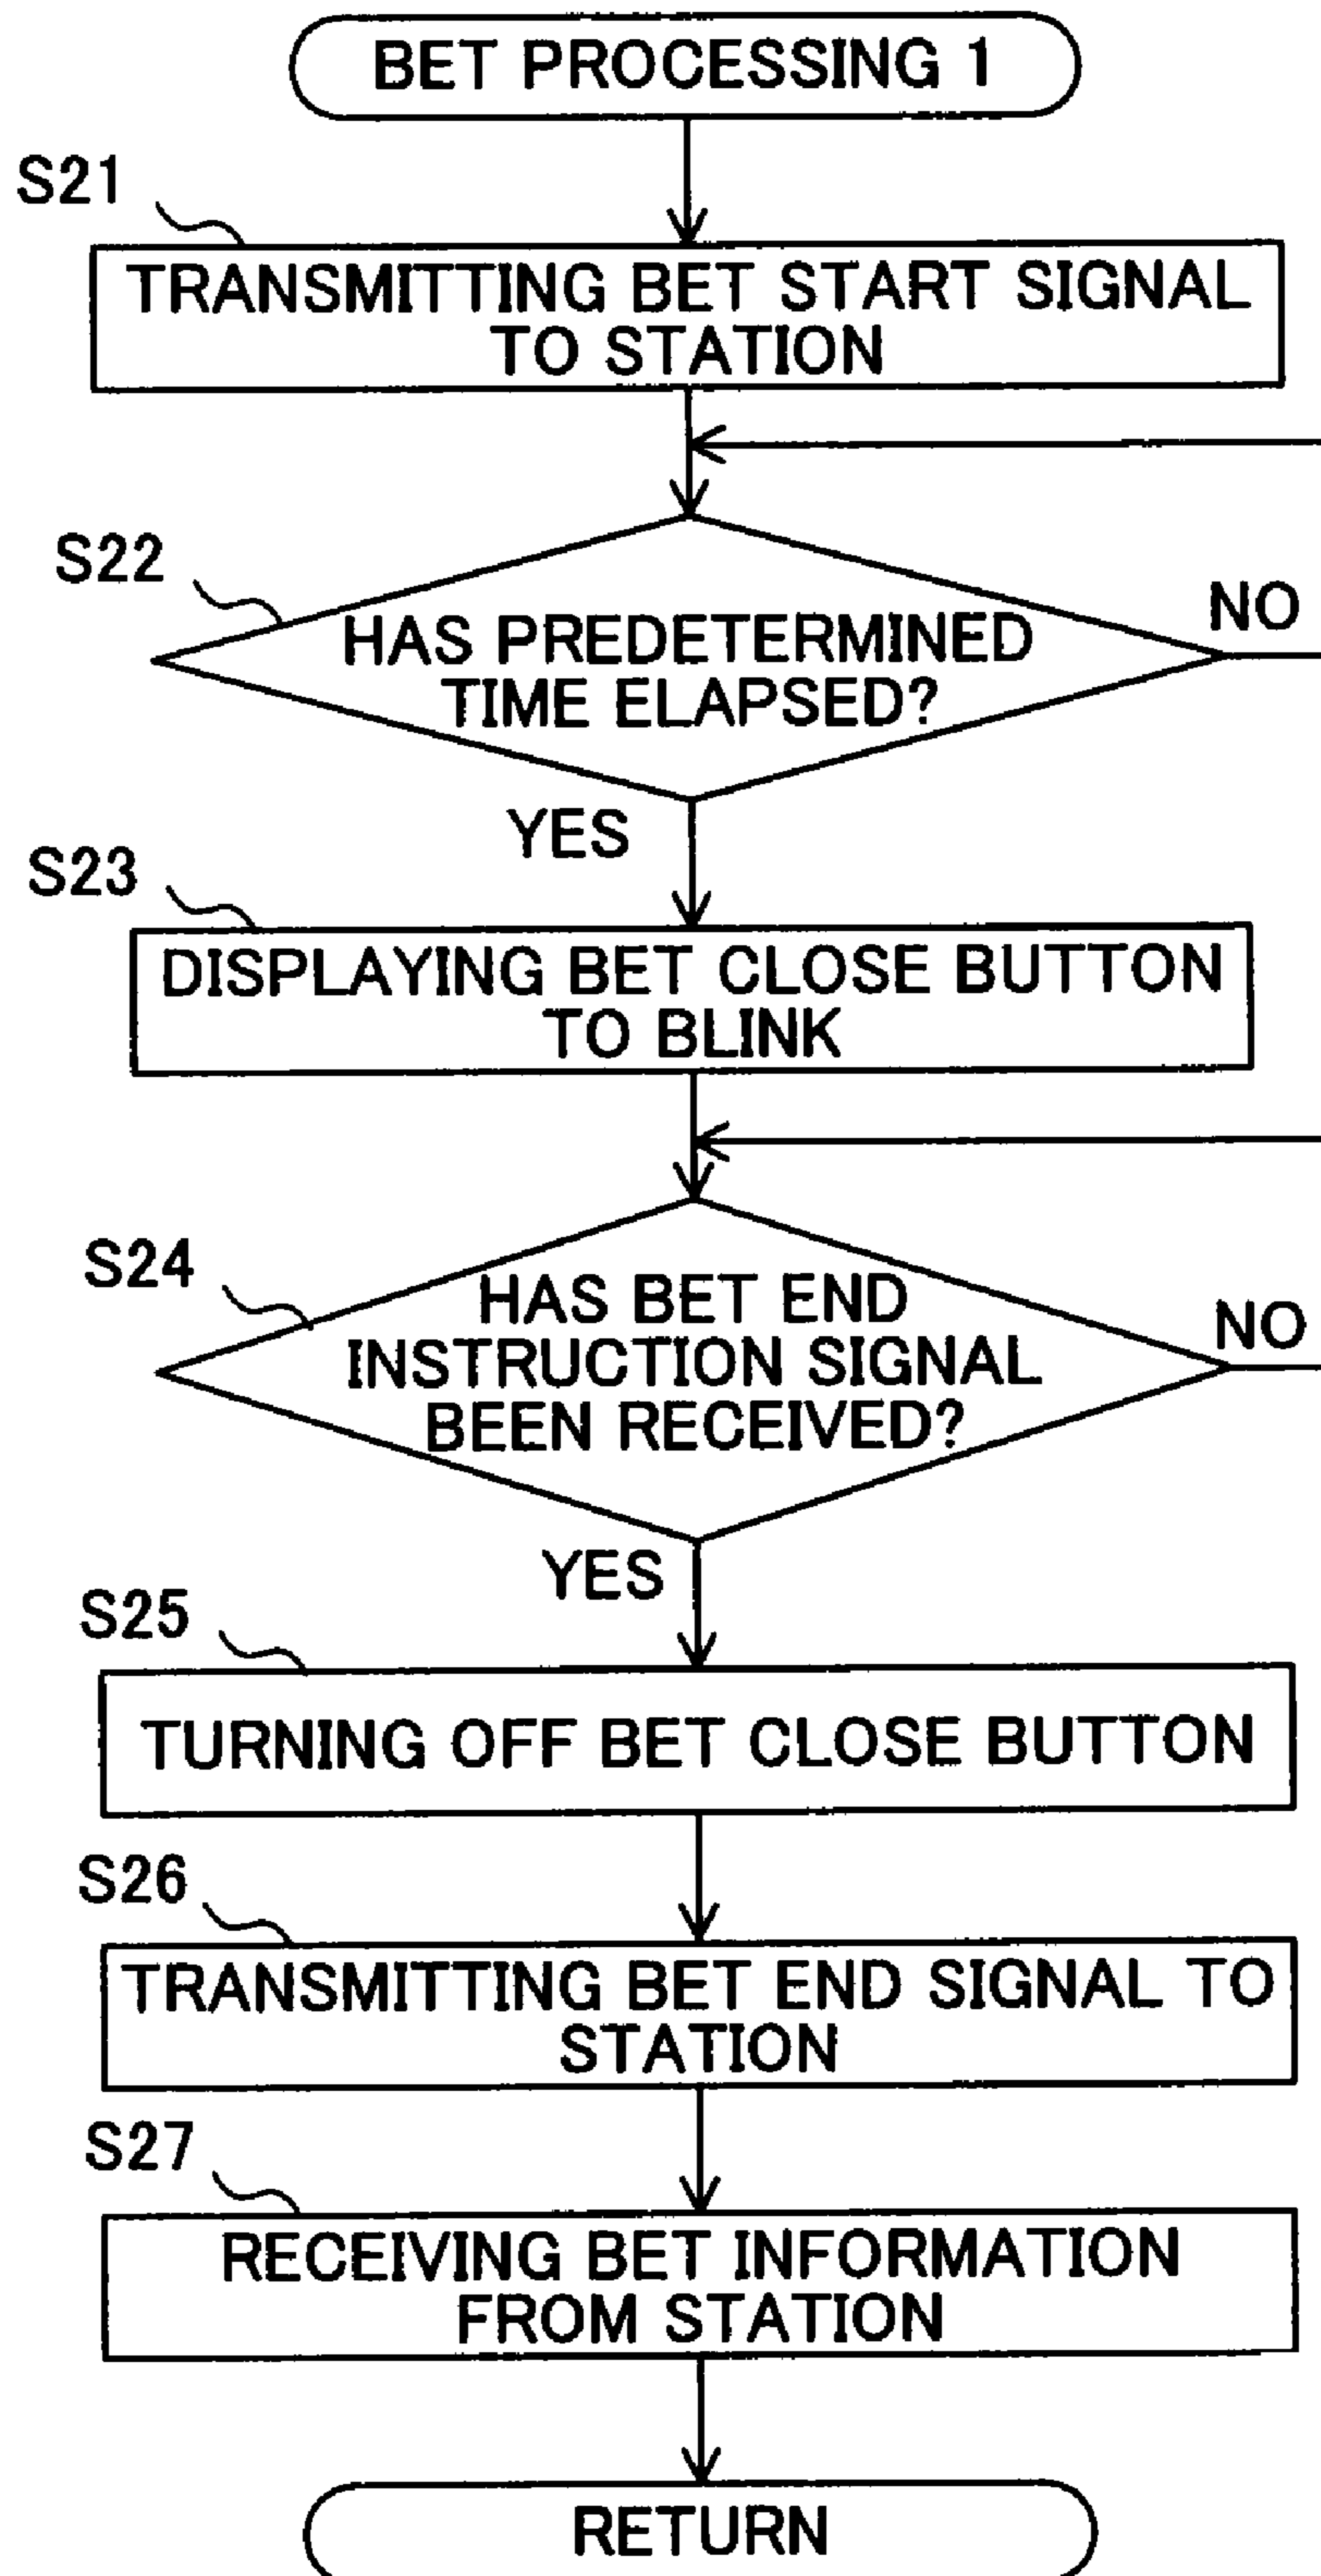 BET PROCESSING 1
S21
TRANSMITTING BET START SIGNAL
TO STATION
S22
HAS PREDETERMINED
TIME ELAPSED?
NO
YES
S23
DISPLAYING BET CLOSE BUTTON
TO BLINK
S24
HAS BET END
INSTRUCTION SIGNAL
BEEN RECEIVED?
NO
YES
S25
TURNING OFF BET CLOSE BUTTON
S26
TRANSMITTING BET END SIGNAL TO
STATION
S27
RECEIVING BET INFORMATION
FROM STATION
RETURN